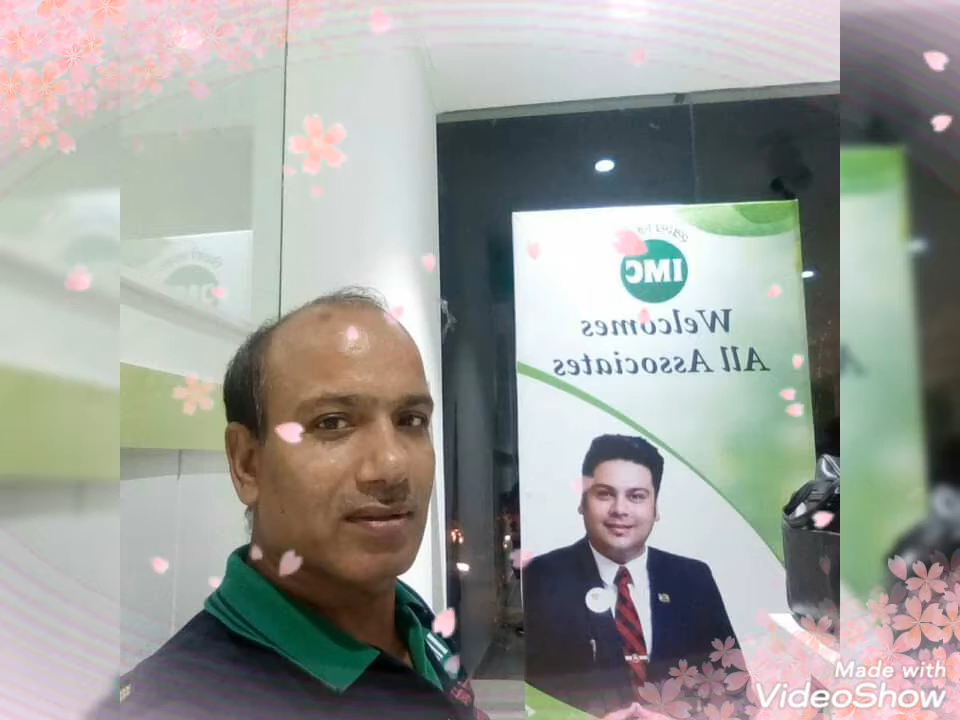 IMC
Welcomes
All Associates
Made with
VideoShow